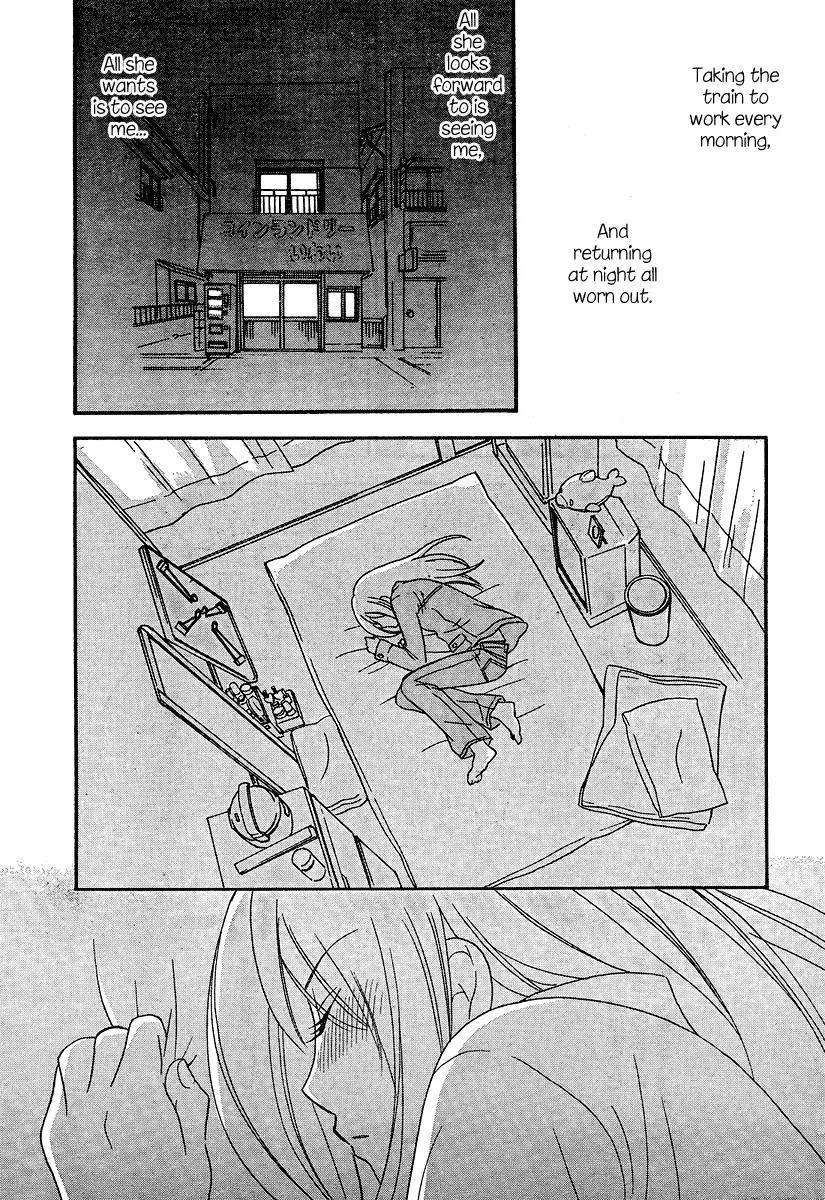 Taking the
train to
work every
morning,
And
returning
at night all
worn out.
All
she
looks
forward
to is
seeing
me,
All she
wants
is to see
me...
コインランドリー